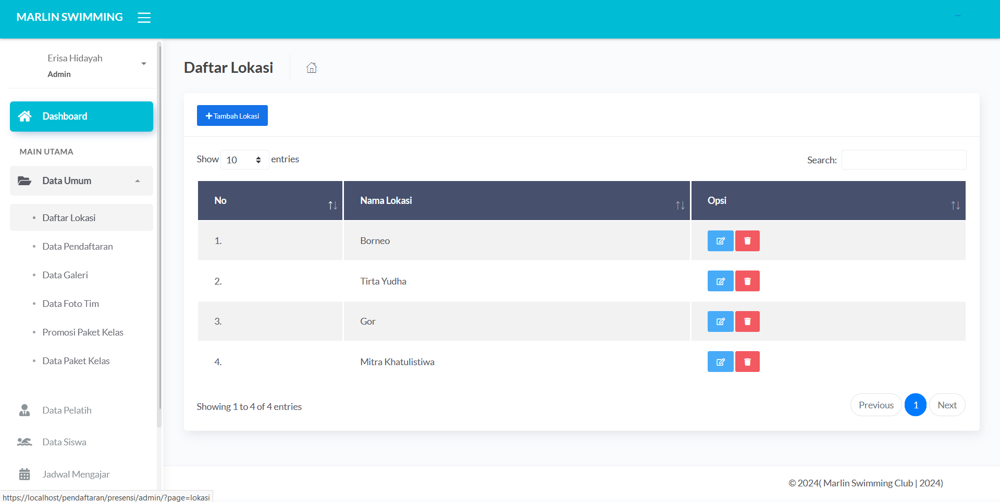 MARLIN SWIMMING
...
Erisa Hidayah
Admin
Dashboard
MAIN UTAMA
Data Umum
Daftar Lokasi
Data Pendaftaran
Data Galeri
Data Foto Tim
Promosi Paket Kelas
Data Paket Kelas
Data Pelatih
Data Siswa
Jadwal Mengajar
Daftar Lokasi
Tambah Lokasi
Show 10 entries
Search:
No Nama Lokasi Opsi
1. Borneo
2. Tirta Yudha
3. Gor
4. Mitra Khatulistiwa
Showing 1 to 4 of 4 entries
Previous 1 Next
© 2024( Marlin Swimming Club | 2024)
https://localhost/pendaftaran/presensi/admin/?page=lokasi